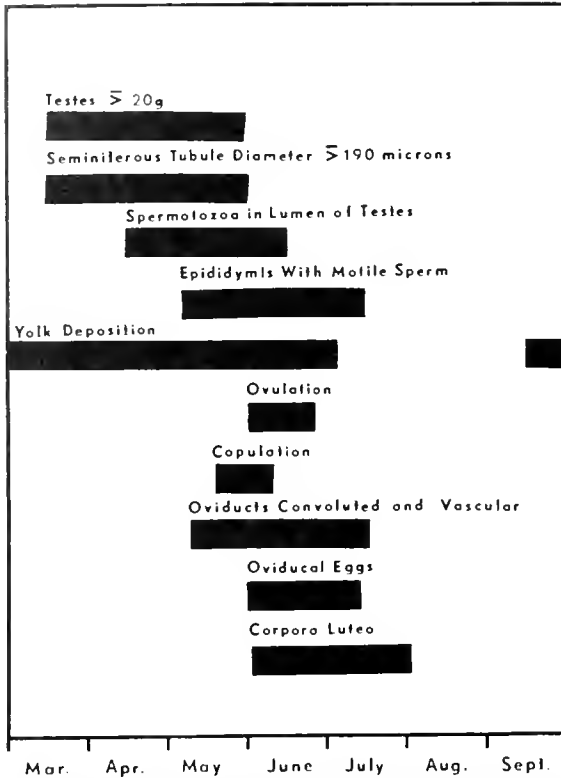 Testes ⋝ 20g
Seminiferous Tubule Diameter ⋝ 190 microns
Spermotozoa in Lumen of Testes
Epididymis With Motile Sperm
Yolk Deposition
Ovulation
Copulation
Oviducts Convoluted and Vascular
Oviducal Eggs
Corpora Lutea
Mar. Apr. May June July Aug. Sept.